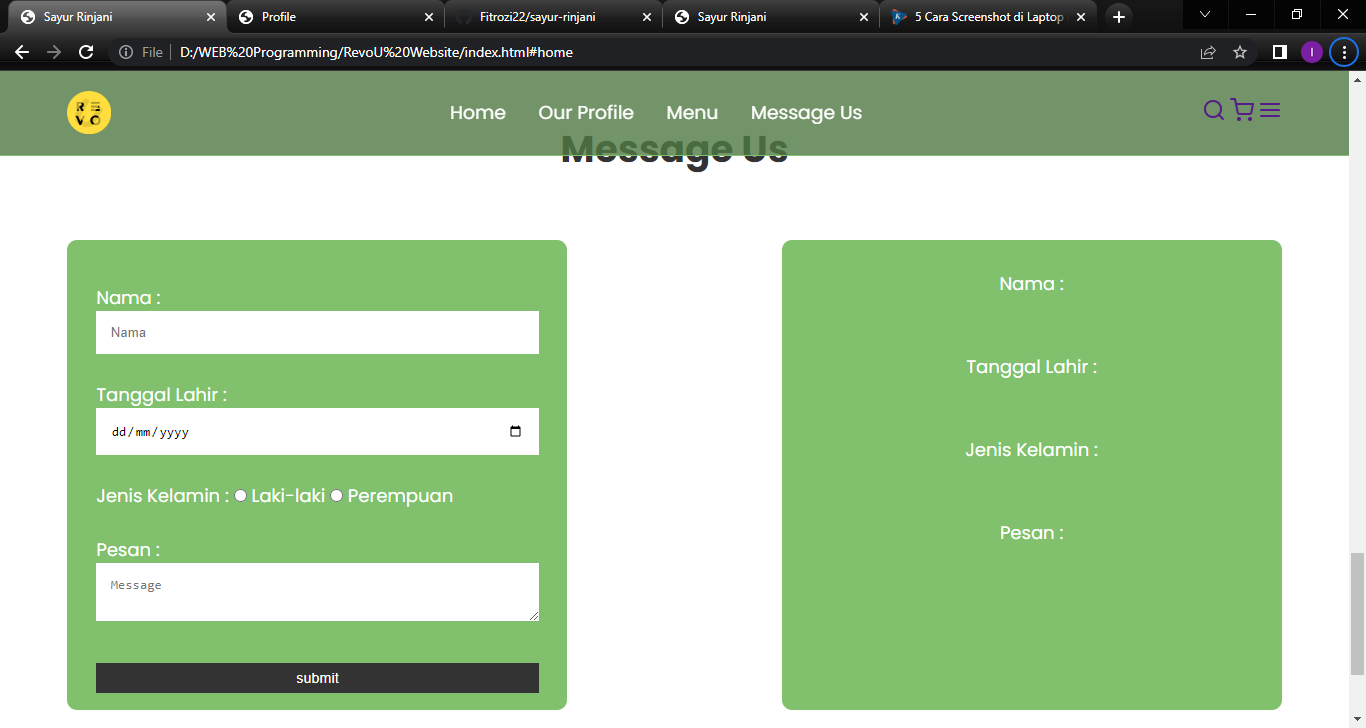 Sayur Rinjani
Profile
Fitrozi22/sayur-rinjani
Sayur Rinjani
5 Cara Screenshot di Laptop
File
D:/WEB%20Programming/RevoU%20Website/index.html#home
I
R E
V O
Home
Our Profile
Menu
Message Us
Message Us
Nama :
Nama
Tanggal Lahir :
dd/mm/yyyy
Jenis Kelamin : Laki-laki Perempuan
Pesan :
Message
submit
Nama :
Tanggal Lahir :
Jenis Kelamin :
Pesan :